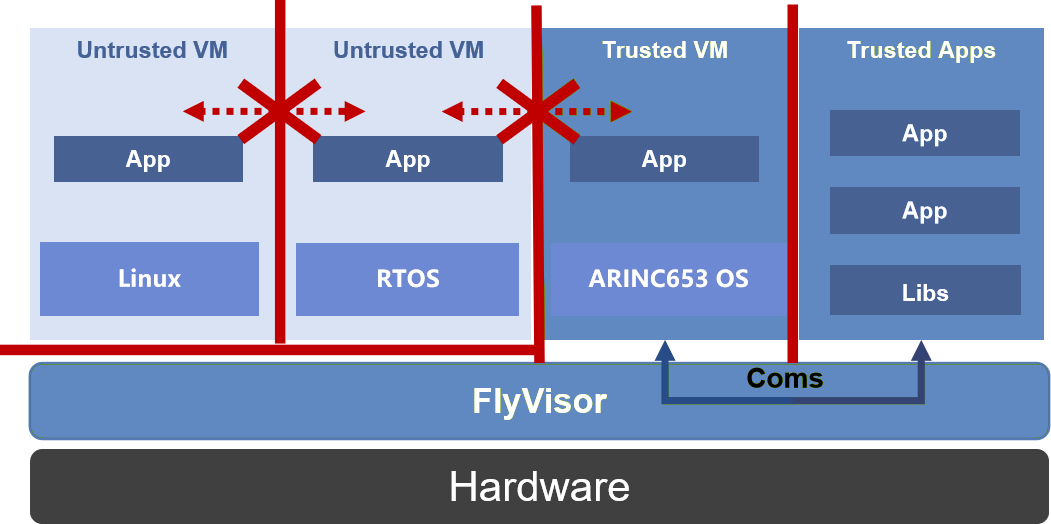 Untrusted VM
Untrusted VM
Trusted VM
Trusted Apps
App
App
App
App
App
Linux
RTOS
ARINC653 OS
Libs
Coms
FlyVisor
Hardware